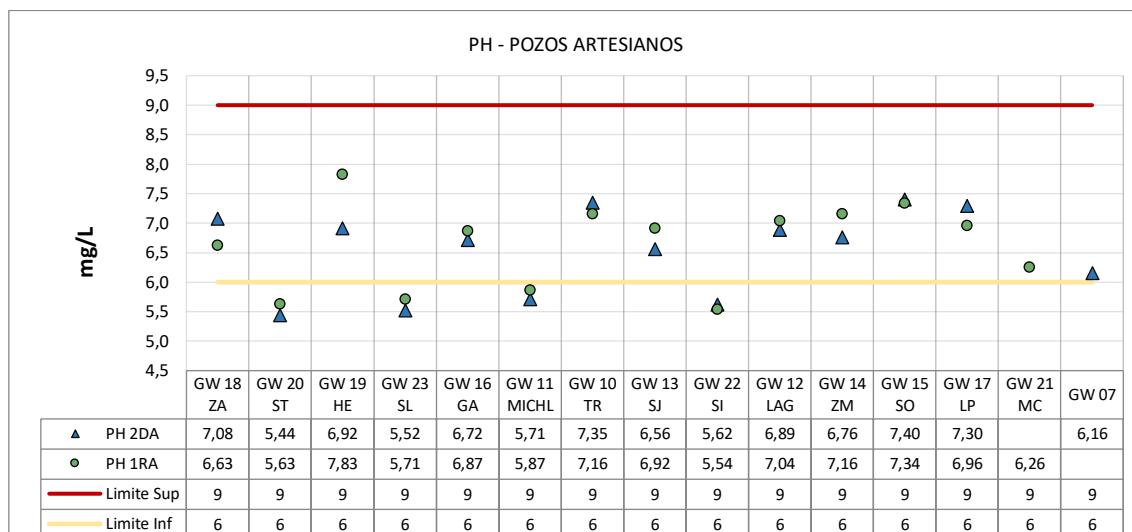 PH - POZOS ARTESIANOS
mg/L
9,5
9,0
8,5
8,0
7,5
7,0
6,5
6,0
5,5
5,0
4,5
GW 18 GW 20 GW 19 GW 23 GW 16 GW 11 GW 10 GW 13 GW 22 GW 12 GW 14 GW 15 GW 17 GW 21 GW 07
ZA ST HE SL GA MICHL TR SJ SI LAG ZM SO LP MC
PH 2DA 7,08 5,44 6,92 5,52 6,72 5,71 7,35 6,56 5,62 6,89 6,76 7,40 7,30 6,16
PH 1RA 6,63 5,63 7,83 5,71 6,87 5,87 7,16 6,92 5,54 7,04 7,16 7,34 6,96 6,26
Limite Sup 9 9 9 9 9 9 9 9 9 9 9 9 9 9 9
Limite Inf 6 6 6 6 6 6 6 6 6 6 6 6 6 6 6